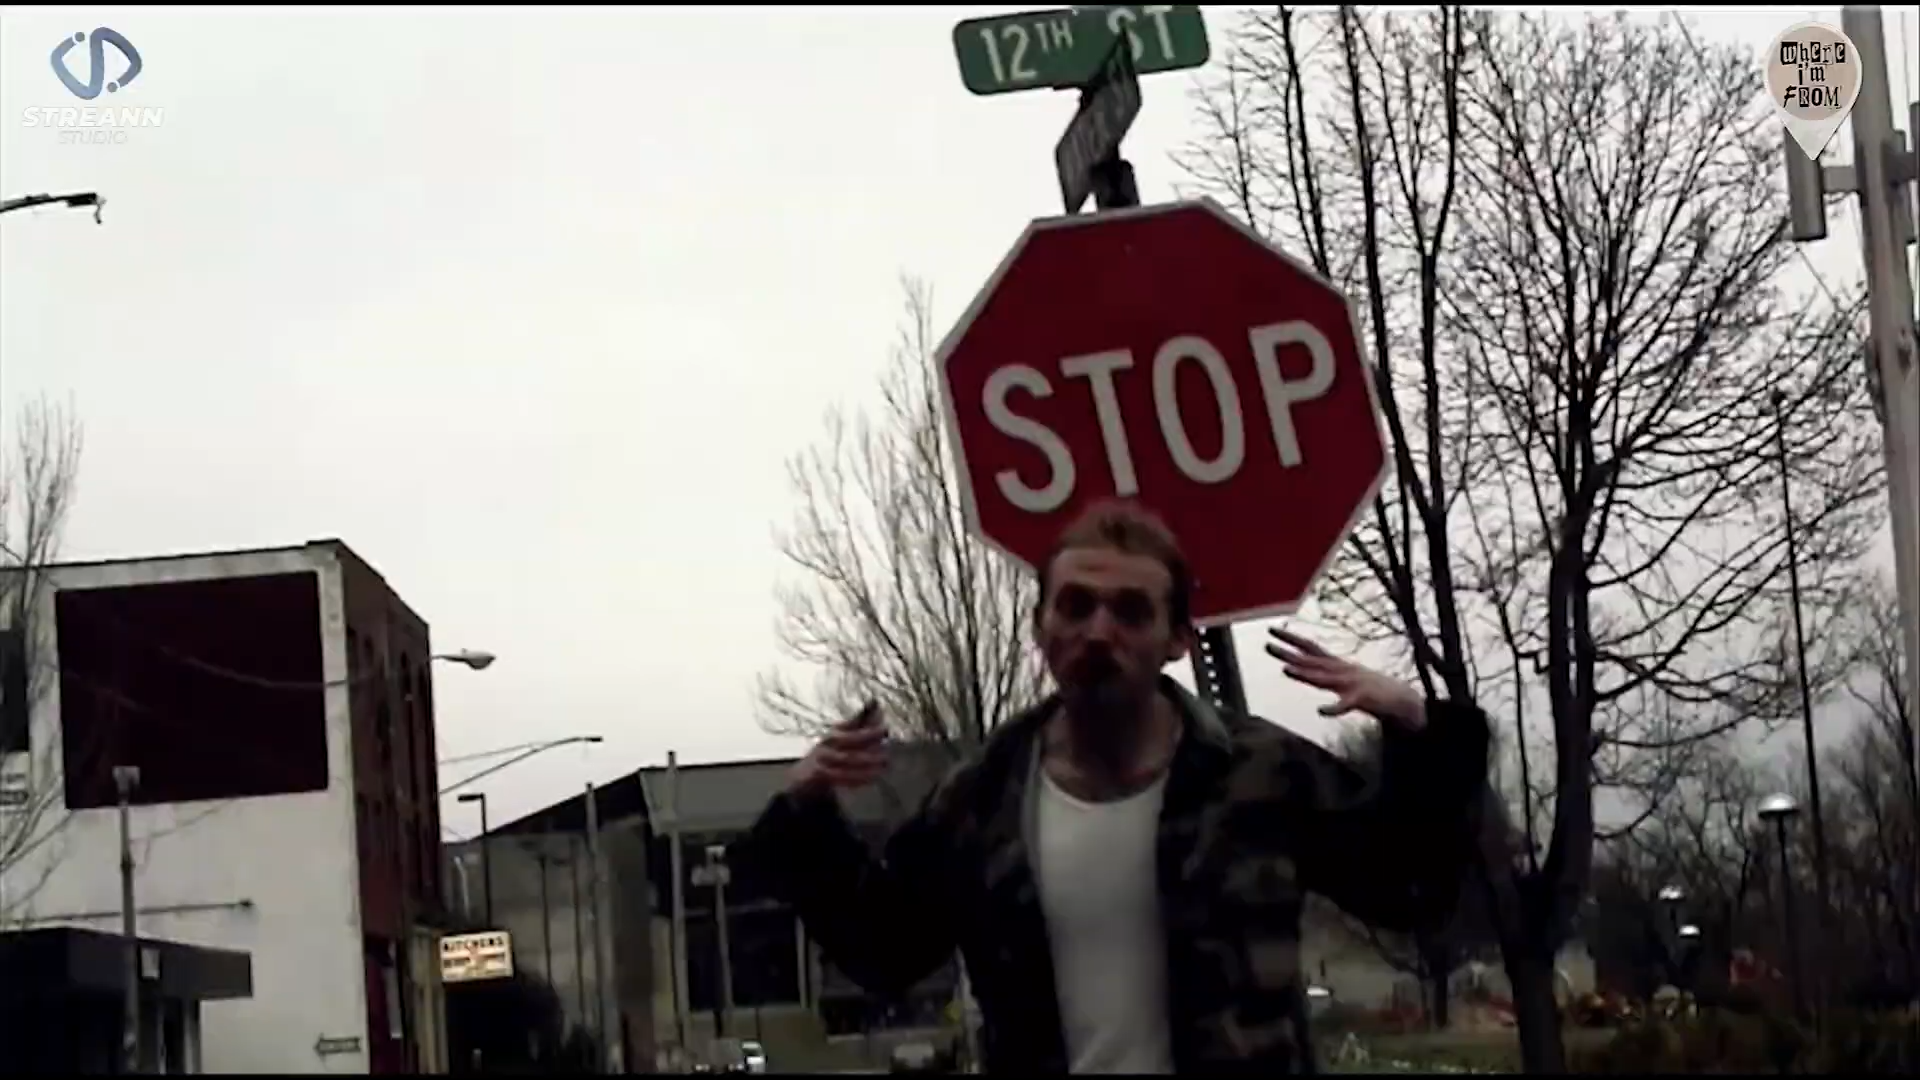 STREANN
STUDIO
12TH ST
where
i'm
FROM
STOP
KITCHENS